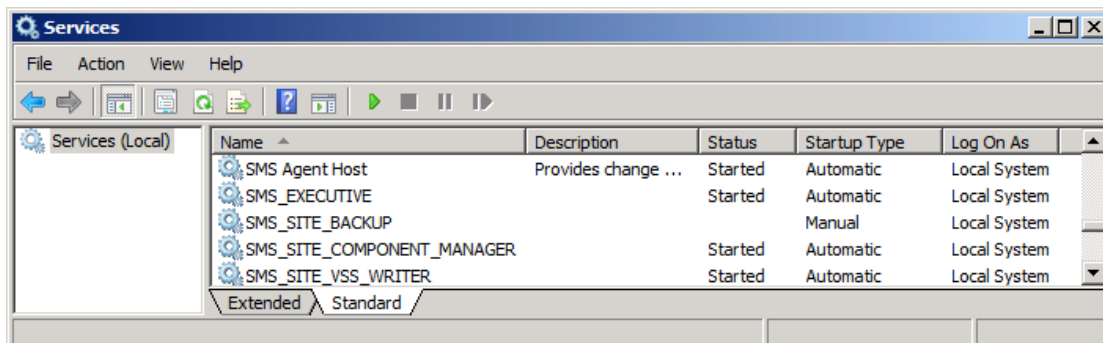 Services
File Action View Help
Services (Local)
Name Description Status Startup Type Log On As
SMS Agent Host Provides change ... Started Automatic Local System
SMS_EXECUTIVE Started Automatic Local System
SMS_SITE_BACKUP Manual Local System
SMS_SITE_COMPONENT_MANAGER Started Automatic Local System
SMS_SITE_VSS_WRITER Started Automatic Local System
Extended Standard